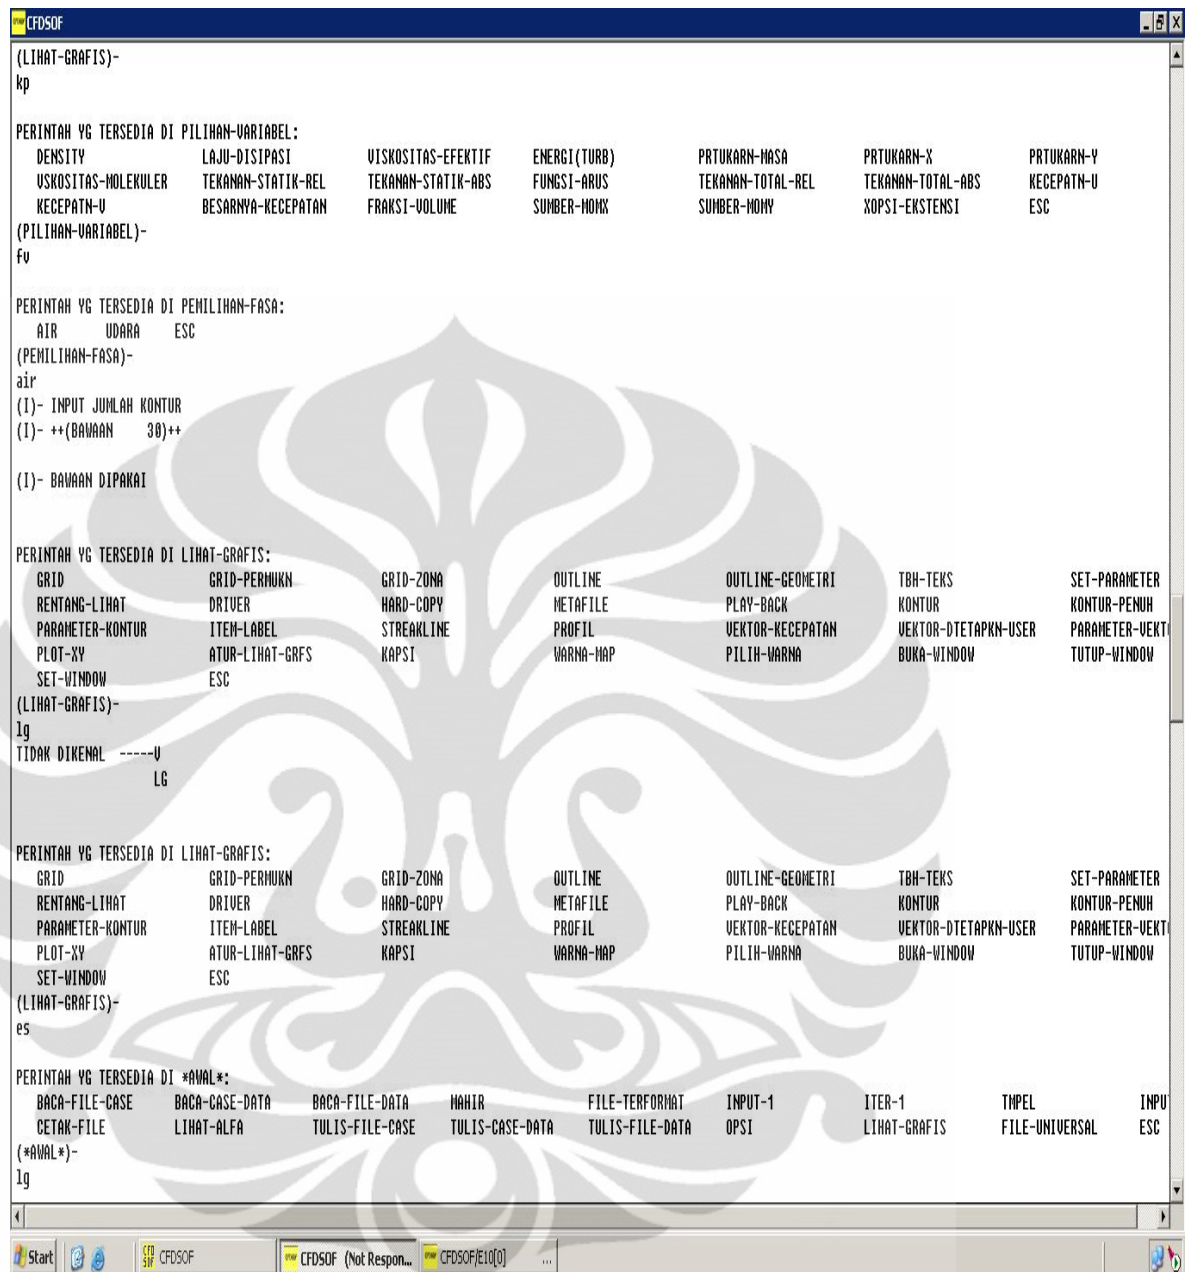 CFDSOF
(LIHAT-GRAFIS)-
kp
PERINTAH YG TERSEDIA DI PILIHAN-VARIABEL:
DENSITY LAJU-DISIPASI VISKOSITAS-EFEKTIF ENERGI(TURB) PRTUKARN-MASA PRTUKARN-X PRTUKARN-Y
VSKOSITAS-MOLEKULER TEKANAN-STATIK-REL TEKANAN-STATIK-ABS FUNGSI-ARUS TEKANAN-TOTAL-REL TEKANAN-TOTAL-ABS KECEPATN-U
KECEPATN-V BESARNYA-KECEPATAN FRAKSI-VOLUME SUMBER-MOMX SUMBER-MOMY XOPSI-EKSTENSI ESC
(PILIHAN-VARIABEL)-
fv
PERINTAH YG TERSEDIA DI PEMILIHAN-FASA:
AIR UDARA ESC
(PEMILIHAN-FASA)-
air
(I)- INPUT JUMLAH KONTUR
(I)- ++(BAWAAN 30)++
(I)- BAWAAN DIPAKAI
PERINTAH YG TERSEDIA DI LIHAT-GRAFIS:
GRID GRID-PERMUKN GRID-ZONA OUTLINE OUTLINE-GEOMETRI TBH-TEKS SET-PARAMETER
RENTANG-LIHAT DRIVER HARD-COPY METAFILE PLAY-BACK KONTUR KONTUR-PENUH
PARAMETER-KONTUR ITEM-LABEL STREAKLINE PROFIL VEKTOR-KECEPATAN VEKTOR-DTETAPKN-USER PARAMETER-VEKT
PLOT-XY ATUR-LIHAT-GRFS KAPSI WARNA-MAP PILIH-WARNA BUKA-WINDOW TUTUP-WINDOW
SET-WINDOW ESC
(LIHAT-GRAFIS)-
lg
TIDAK DIKENAL -----V
LG
PERINTAH YG TERSEDIA DI LIHAT-GRAFIS:
GRID GRID-PERMUKN GRID-ZONA OUTLINE OUTLINE-GEOMETRI TBH-TEKS SET-PARAMETER
RENTANG-LIHAT DRIVER HARD-COPY METAFILE PLAY-BACK KONTUR KONTUR-PENUH
PARAMETER-KONTUR ITEM-LABEL STREAKLINE PROFIL VEKTOR-KECEPATAN VEKTOR-DTETAPKN-USER PARAMETER-VEKT
PLOT-XY ATUR-LIHAT-GRFS KAPSI WARNA-MAP PILIH-WARNA BUKA-WINDOW TUTUP-WINDOW
SET-WINDOW ESC
(LIHAT-GRAFIS)-
es
PERINTAH YG TERSEDIA DI *AWAL*:
BACA-FILE-CASE BACA-CASE-DATA BACA-FILE-DATA MAHIR FILE-TERFORMAT INPUT-1 ITER-1 TMPEL INPU
CETAK-FILE LIHAT-ALFA TULIS-FILE-CASE TULIS-CASE-DATA TULIS-FILE-DATA OPSI LIHAT-GRAFIS FILE-UNIVERSAL ESC
(*AWAL*)-
lg
Start CFDSOF CFDSOF (Not Respon... CFDSOF/E10[0] ...